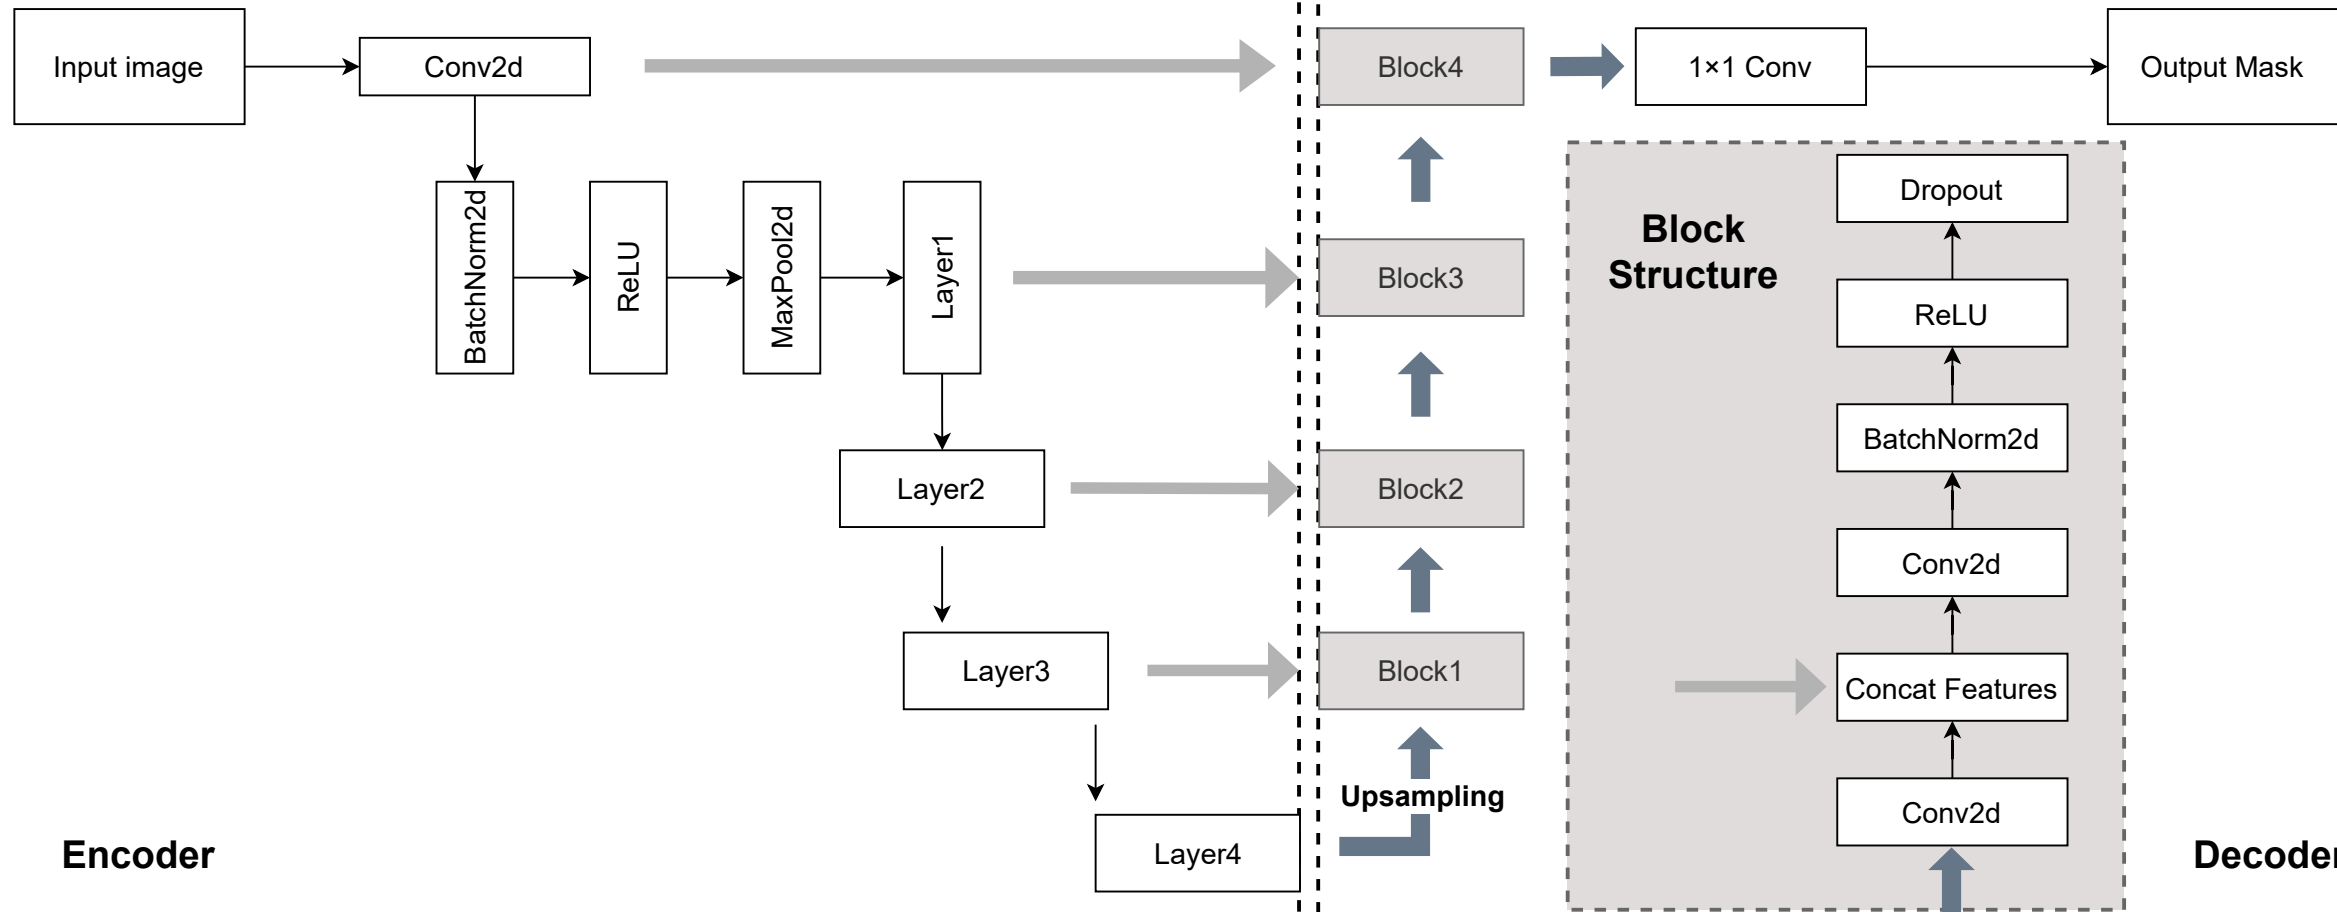 Input image
Conv2d
Block4
1×1 Conv
Output Mask
BatchNorm2d
ReLU
MaxPool2d
Layer1
Block3
Layer2
Block2
Layer3
Block1
Upsampling
Layer4
Encoder
Block
Structure
Dropout
ReLU
BatchNorm2d
Conv2d
Concat Features
Conv2d
Decoder